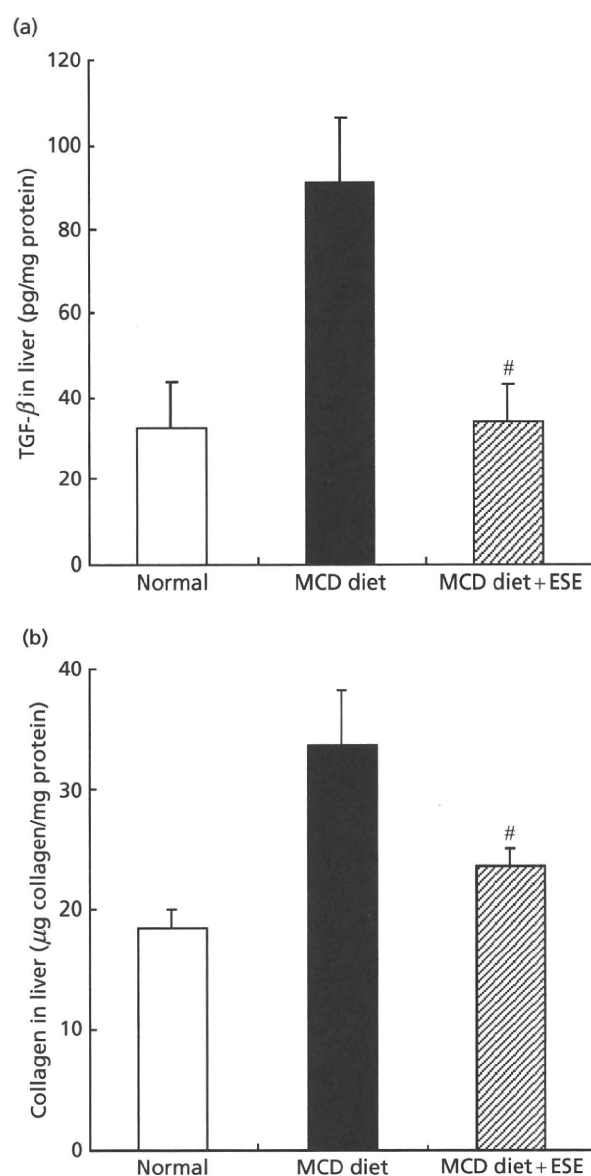 (a)
120
100
80
60
40
20
0
TGF-β in liver (pg/mg protein)
#
Normal MCD diet MCD diet+ESE
(b)
40
30
20
10
0
Collagen in liver (μg collagen/mg protein)
#
Normal MCD diet MCD diet+ESE